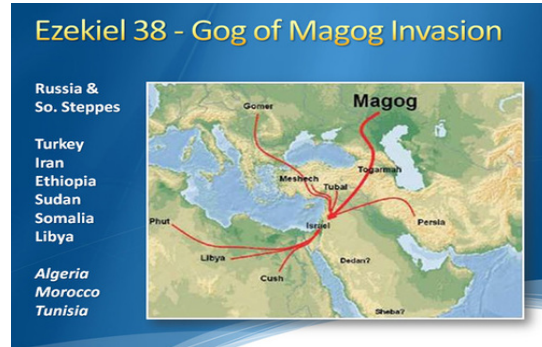 Ezekiel 38 - Gog of Magog Invasion
Russia &
So. Steppes
Turkey
Iran
Ethiopia
Sudan
Somalia
Libya
Algeria
Morocco
Tunisia
Gomer
Magog
Togarmah
Meshech
Tubal
Phut
Israel
Persia
Libya
Cush
Dedan?
Sheba?